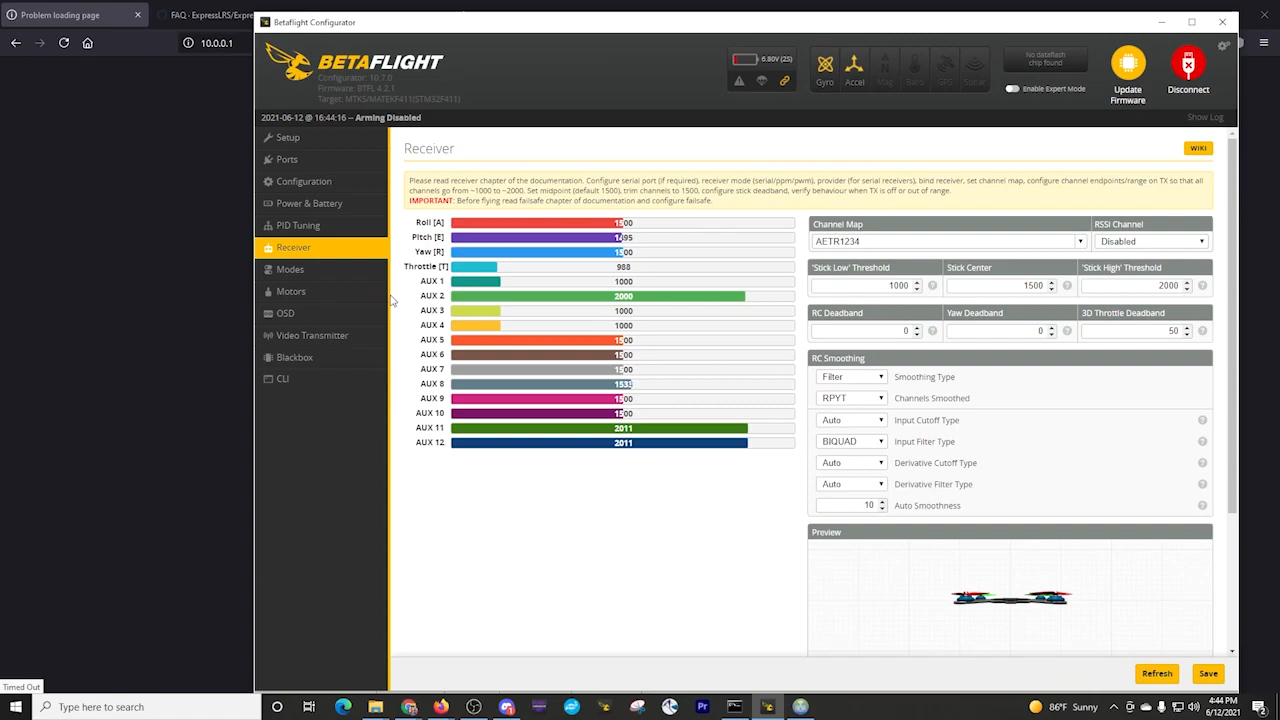 Problem loading page
FAQ · ExpressLRS/Expre
10.0.0.1
Betaflight Configurator
BETAFLIGHT
Configurator: 10.7.0
Firmware: BTFL 4.2.1
Target: MTKS/MATEKF411(STM32F411)
6.80V (2S)
Gyro
Accel
Mag
Baro
GPS
Sonar
No dataflash
chip found
Enable Expert Mode
Update
Firmware
Disconnect
2021-06-12 @ 16:44:16 -- Arming Disabled
Show Log
Setup
Ports
Configuration
Power & Battery
PID Tuning
Receiver
Modes
Motors
OSD
Video Transmitter
Blackbox
CLI
Receiver
WIKI
Please read receiver chapter of the documentation. Configure serial port (if required), receiver mode (serial/ppm/pwm), provider (for serial receivers), bind receiver, set channel map, configure channel endpoints/range on TX so that all
channels go from ~1000 to ~2000. Set midpoint (default 1500), trim channels to 1500, configure stick deadband, verify behaviour when TX is off or out of range.
IMPORTANT: Before flying read failsafe chapter of documentation and configure failsafe.
Roll [A] 1500
Pitch [E] 1495
Yaw [R] 1500
Throttle [T] 988
AUX 1 1000
AUX 2 2000
AUX 3 1000
AUX 4 1000
AUX 5 1500
AUX 6 1500
AUX 7 1500
AUX 8 1533
AUX 9 1500
AUX 10 1500
AUX 11 2011
AUX 12 2011
Channel Map
RSSI Channel
AETR1234
Disabled
'Stick Low' Threshold
Stick Center
'Stick High' Threshold
1000
1500
2000
RC Deadband
Yaw Deadband
3D Throttle Deadband
0
0
50
RC Smoothing
Filter Smoothing Type
RPYT Channels Smoothed
Auto Input Cutoff Type
BIQUAD Input Filter Type
Auto Derivative Cutoff Type
Auto Derivative Filter Type
10 Auto Smoothness
Preview
Refresh
Save
Timed Out
Type here to search
86°F Sunny
4:44 PM
6/12/2021